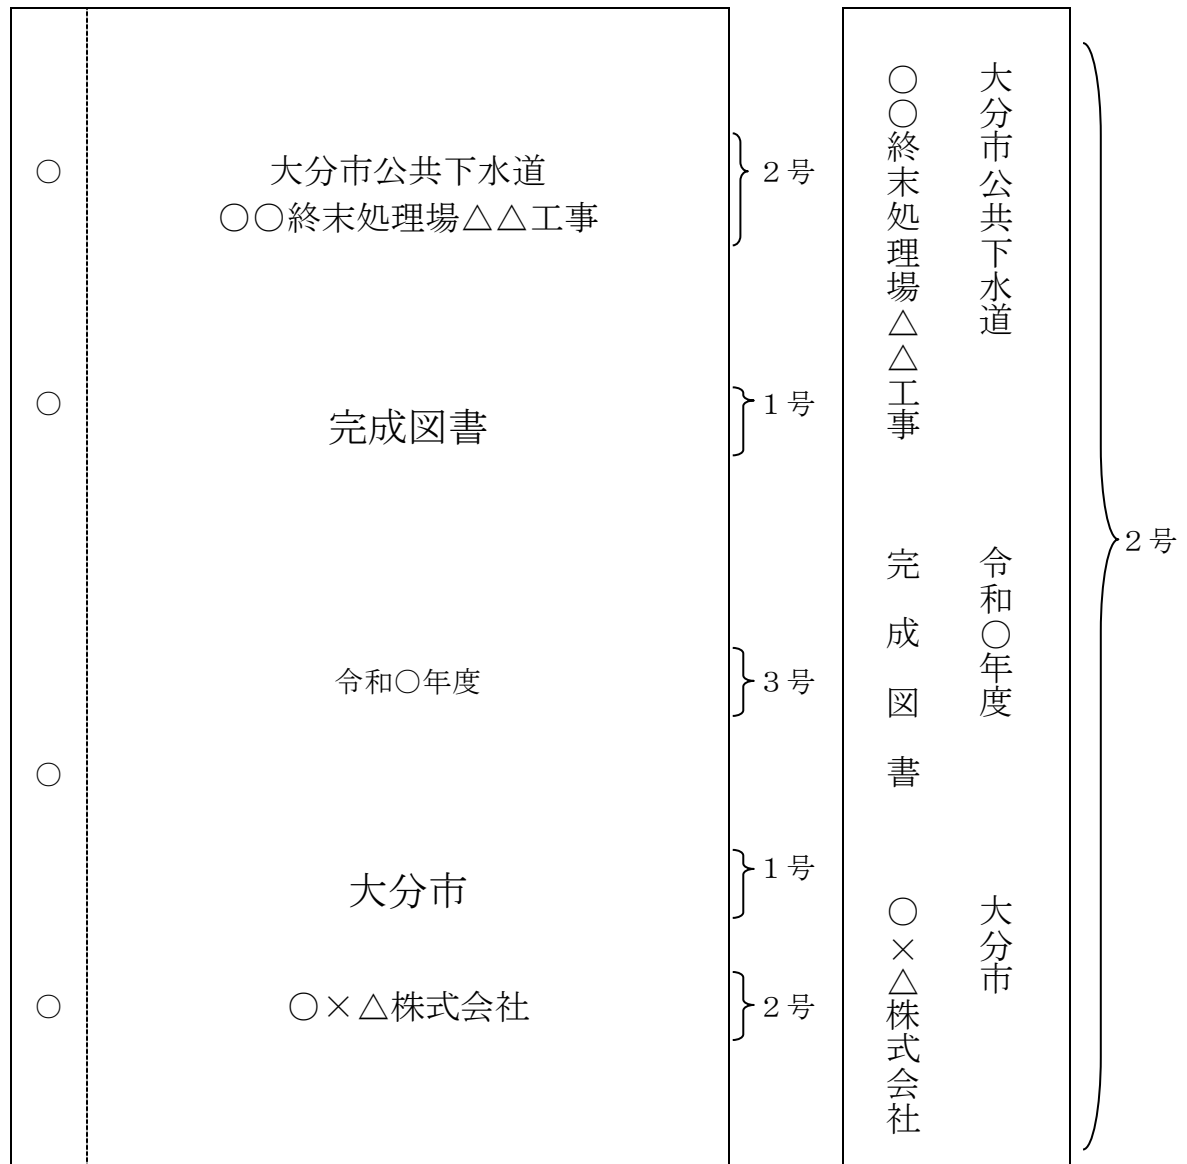 大分市公共下水道
○○終末処理場△△工事
2号
完成図書
1号
令和○年度
3号
大分市
1号
○×△株式会社
2号
大分市公共下水道　令和○年度　大分市
○○終末処理場△△工事　完成図書　○×△株式会社
2号